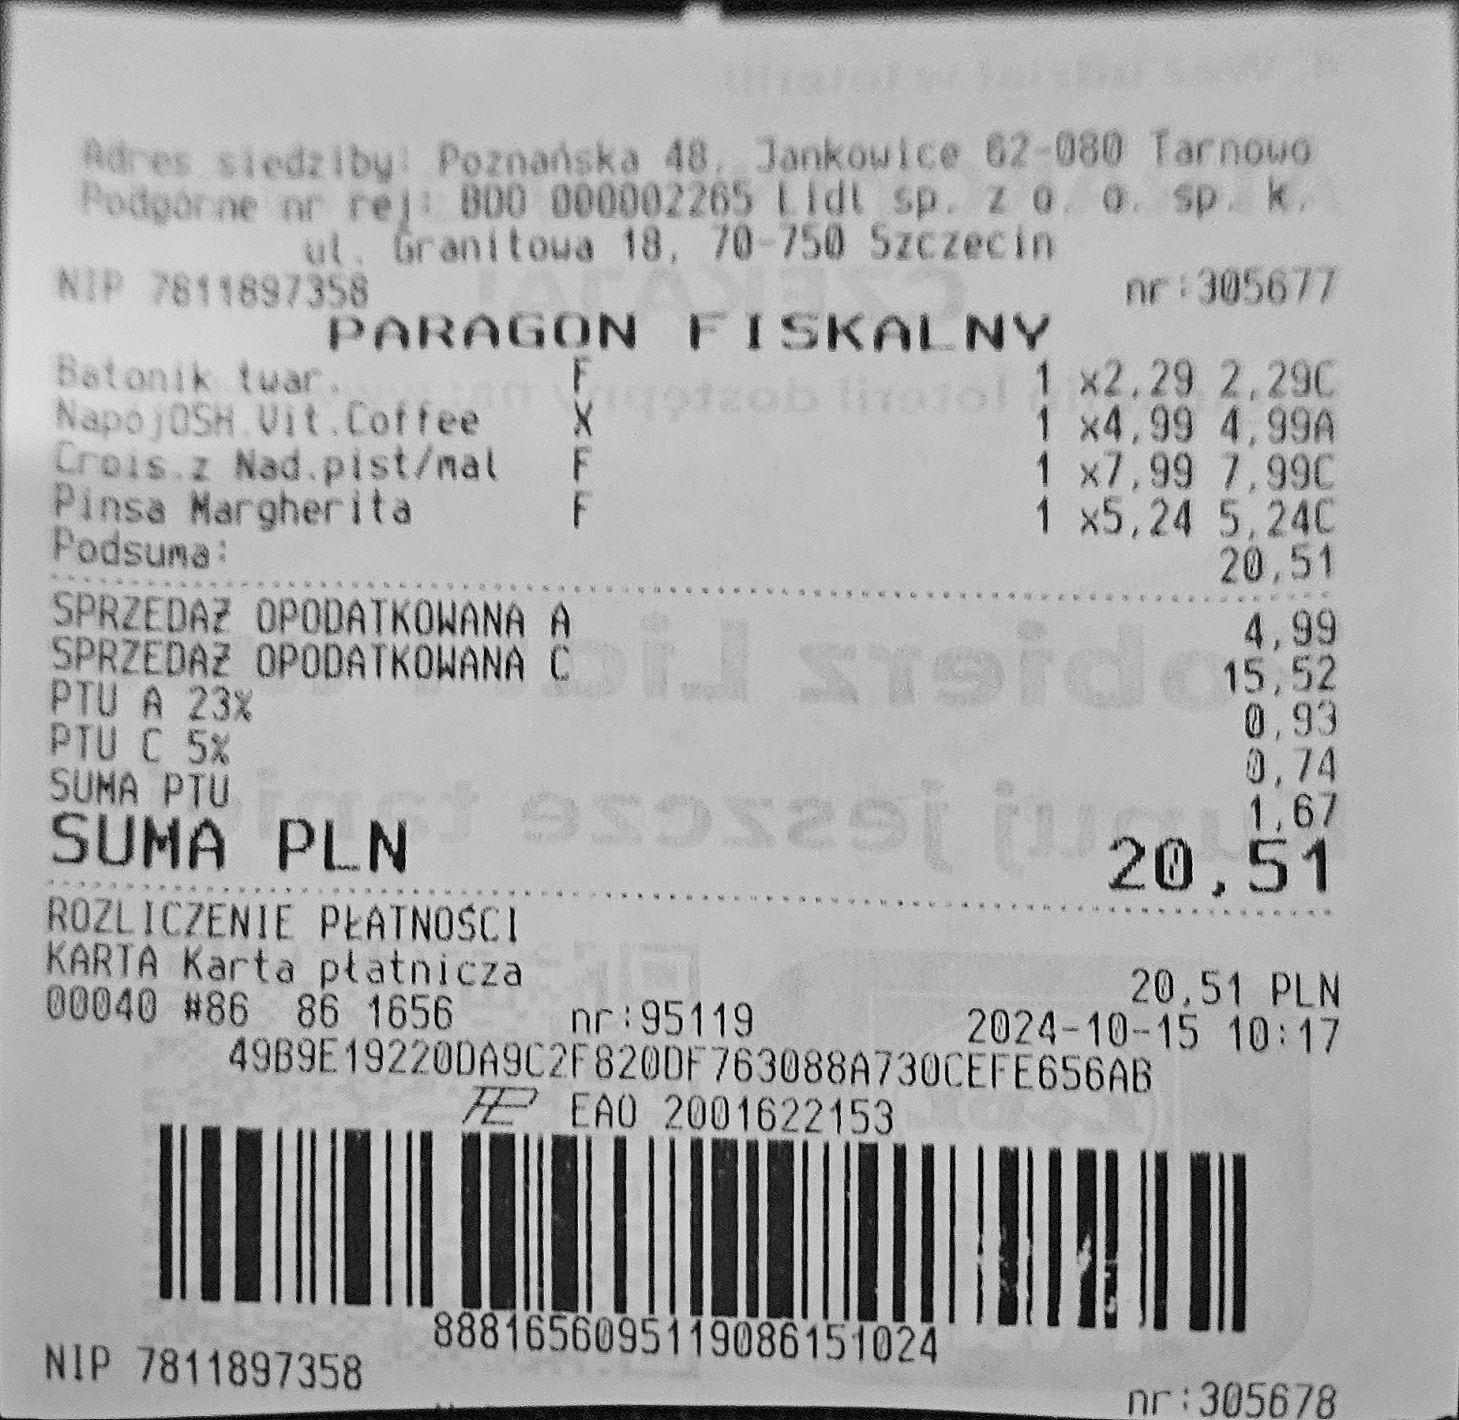 Adres siedziby: Poznańska 48, Jankowice 62-080 Tarnowo
Podgórne nr rej: BDO 000002265 Lidl sp. z o. o. sp. k.
ul. Granitowa 18, 70-750 Szczecin
NIP 7811897358 nr:305677
PARAGON FISKALNY
Batonik twar. F 1 x2,29 2,29C
NapojOSH.Vit.Coffee X 1 x4,99 4,99A
Crois.z Nad.pist/mal F 1 x7,99 7,99C
Pinsa Margherita F 1 x5,24 5,24C
Podsuma: 20,51
SPRZEDAŻ OPODATKOWANA A 4,99
SPRZEDAŻ OPODATKOWANA C 15,52
PTU A 23% 0,93
PTU C 5% 0,74
SUMA PTU 1,67
SUMA PLN 20,51
ROZLICZENIE PŁATNOŚCI
KARTA Karta płatnicza 20,51 PLN
00040 #86 86 1656 nr:95119 2024-10-15 10:17
49B9E19220DA9C2F820DF763088A730CEFE656AB
EAO 2001622153
8881656095119086151024
NIP 7811897358 nr:305678